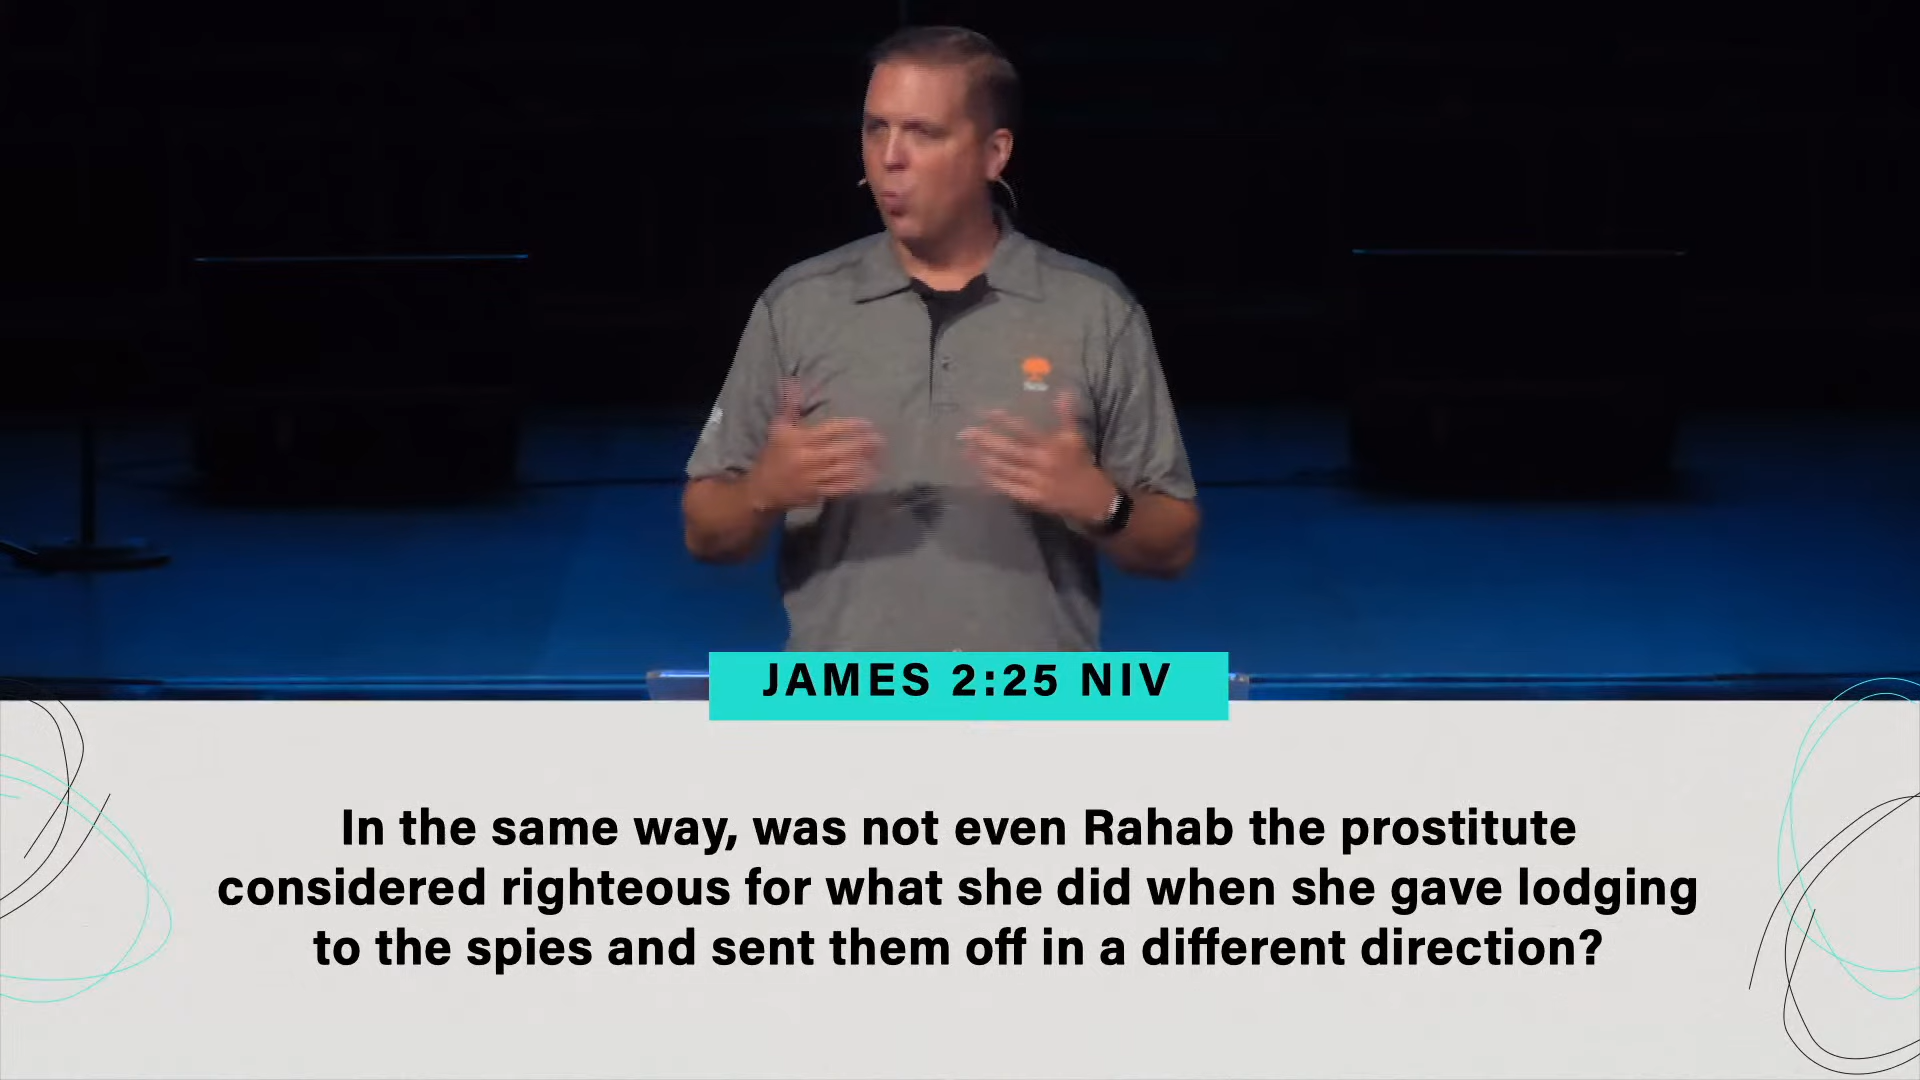 JAMES 2:25 NIV
In the same way, was not even Rahab the prostitute
considered righteous for what she did when she gave lodging
to the spies and sent them off in a different direction?